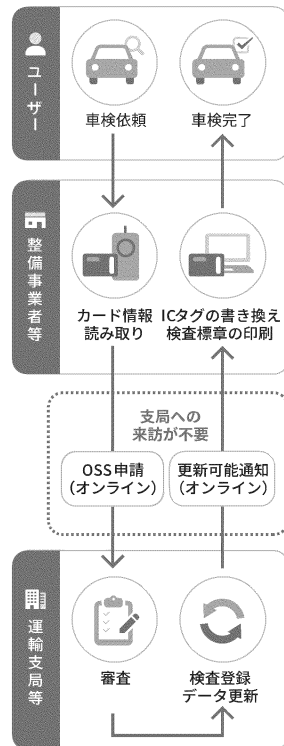 ユーザー
車検依頼
車検完了
整備事業者等
カード情報
読み取り
ICタグの書き換え
検査標章の印刷
支局への
来訪が不要
OSS申請
(オンライン)
更新可能通知
(オンライン)
運輸支局等
審査
検査登録
データ更新